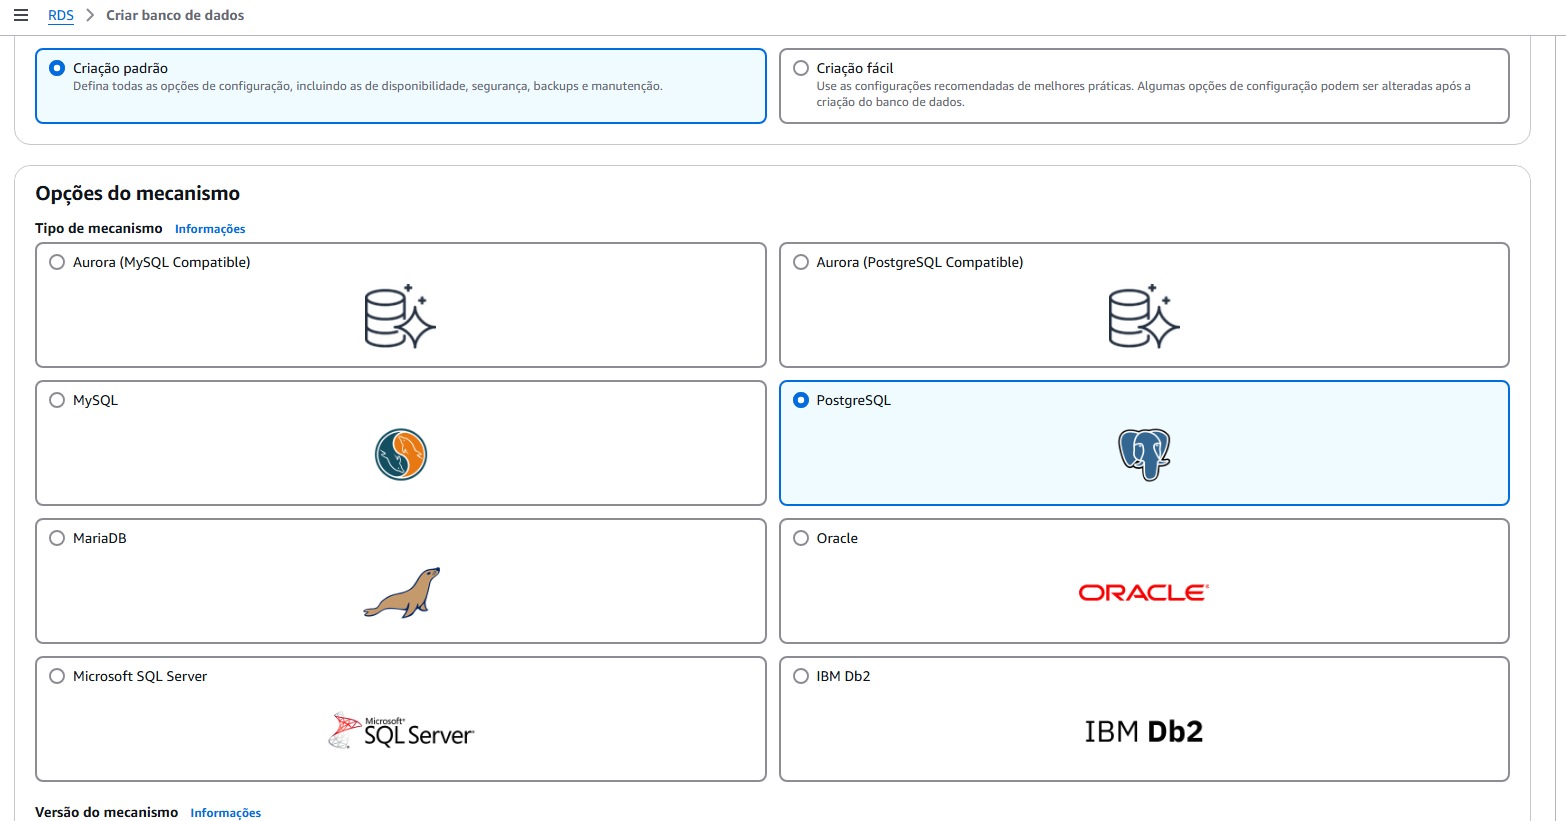 RDS > Criar banco de dados
Criação padrão
Defina todas as opções de configuração, incluindo as de disponibilidade, segurança, backups e manutenção.
Criação fácil
Use as configurações recomendadas de melhores práticas. Algumas opções de configuração podem ser alteradas após a
criação do banco de dados.
Opções do mecanismo
Tipo de mecanismo Informações
Aurora (MySQL Compatible)
Aurora (PostgreSQL Compatible)
MySQL
PostgreSQL
MariaDB
Oracle
ORACLE®
Microsoft SQL Server
Microsoft®
SQL Server®
IBM Db2
IBM Db2
Versão do mecanismo Informações